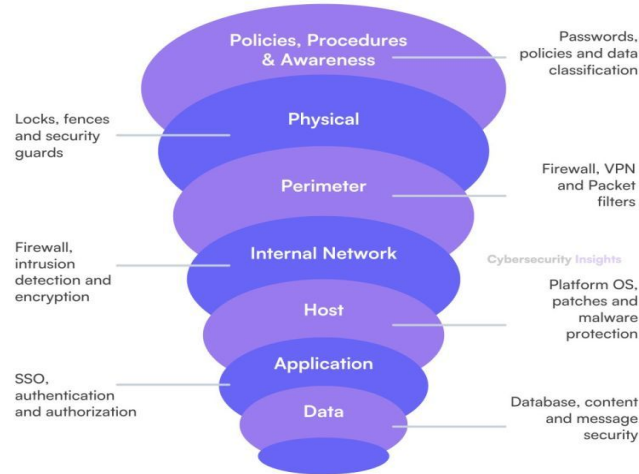 Policies, Procedures
& Awareness
Passwords,
policies and data
classification
Locks, fences
and security
guards
Physical
Perimeter
Firewall, VPN
and Packet
filters
Firewall,
intrusion
detection and
encryption
Internal Network
Cybersecurity Insights
Host
Platform OS,
patches and
malware
protection
SSO,
authentication
and authorization
Application
Data
Database, content
and message
security